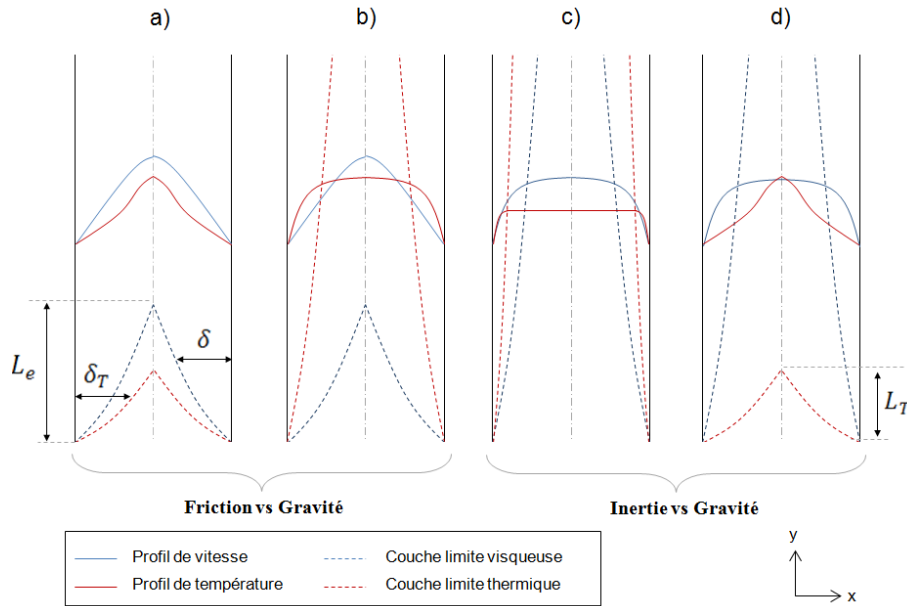 a) b) c) d)
L_e
δ_T
δ
L_T
Friction vs Gravité Inertie vs Gravité
Profil de vitesse Couche limite visqueuse
Profil de température Couche limite thermique
y
x